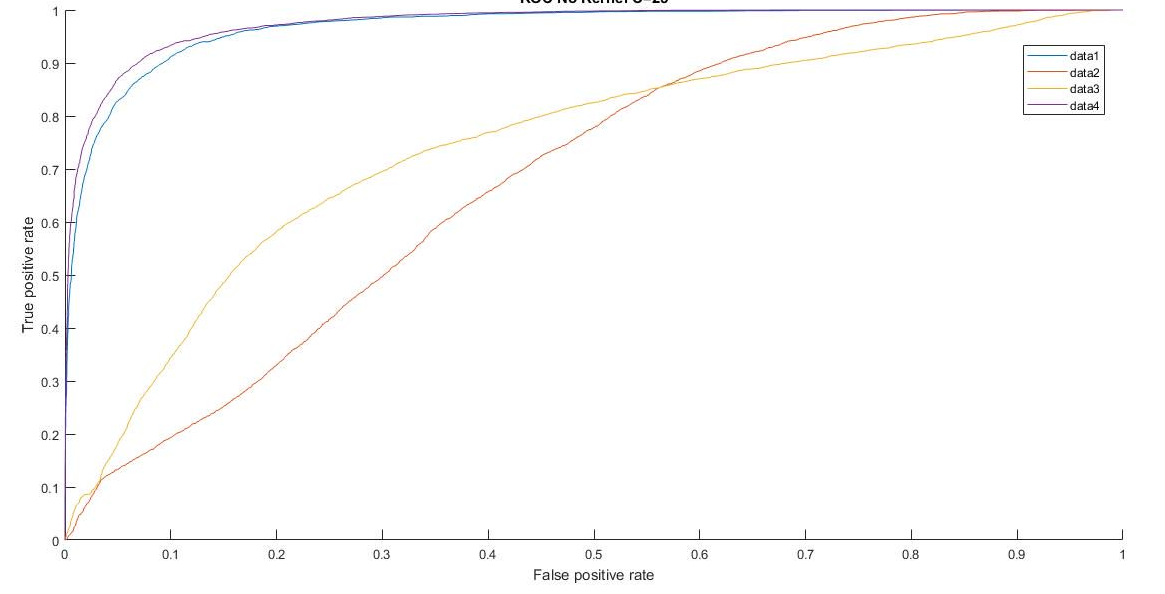 1
0.9
0.8
0.7
0.6
0.5
0.4
0.3
0.2
0.1
0
True positive rate
data1
data2
data3
data4
0 0.1 0.2 0.3 0.4 0.5 0.6 0.7 0.8 0.9 1
False positive rate